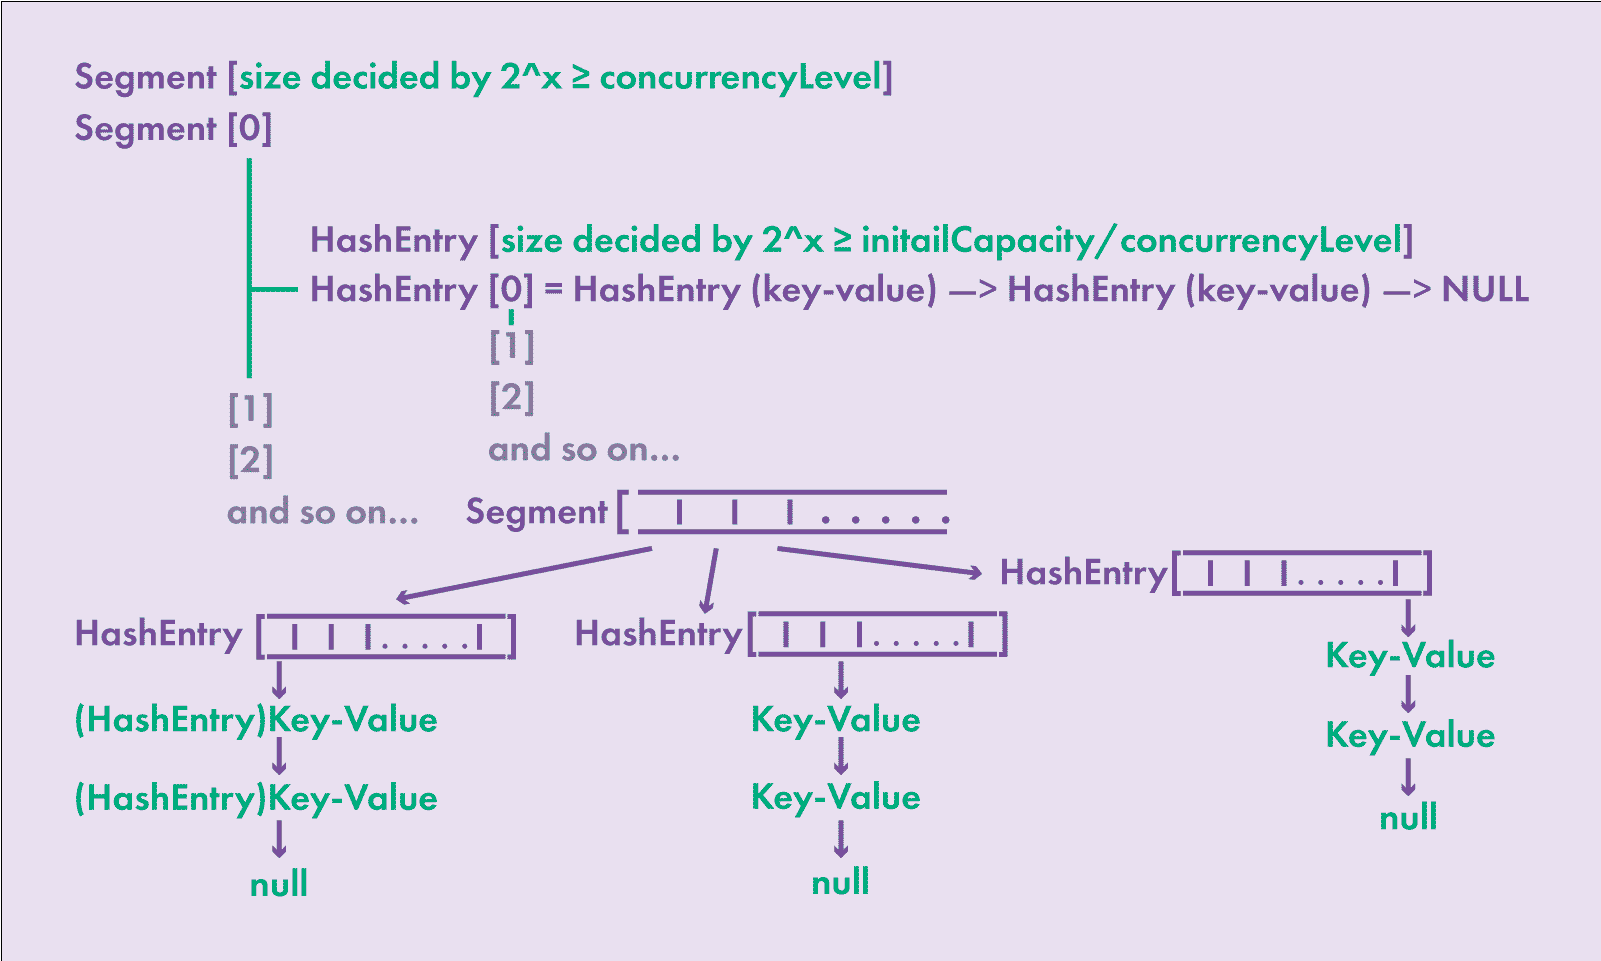 Segment [size decided by 2^x ≥ concurrencyLevel]
Segment [0]
HashEntry [size decided by 2^x ≥ initailCapacity/concurrencyLevel]
HashEntry [0] = HashEntry (key-value) —> HashEntry (key-value) —> NULL
[1]
[2]
and so on...
[1]
[2]
and so on...
Segment [ | | | . . . . .
HashEntry [ | | | . . . . . | ]
HashEntry [ | | | . . . . . | ]
HashEntry [ | | | . . . . . | ]
(HashEntry)Key-Value
(HashEntry)Key-Value
null
Key-Value
Key-Value
null
Key-Value
Key-Value
null